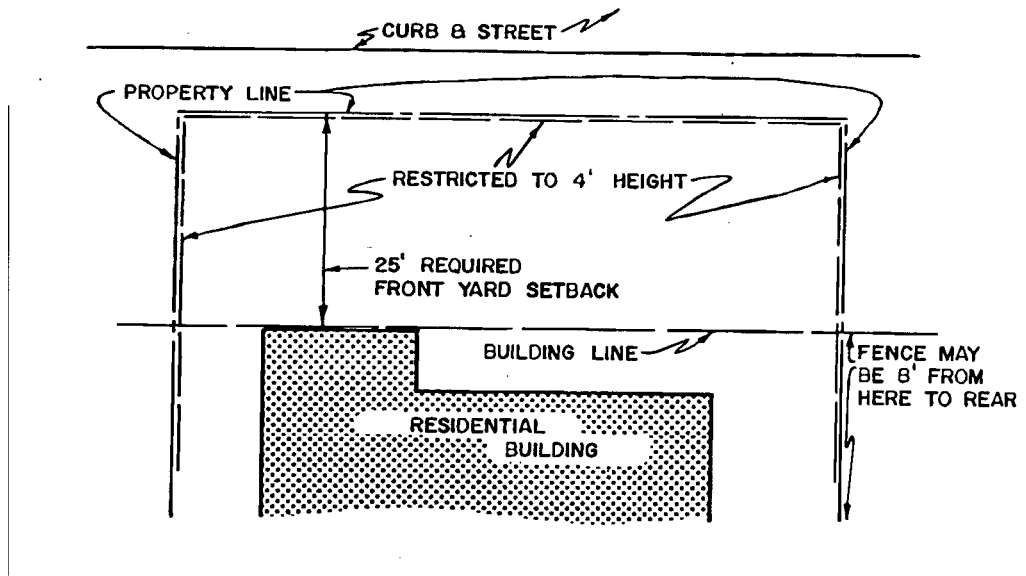 CURB & STREET
PROPERTY LINE
RESTRICTED TO 4' HEIGHT
25' REQUIRED
FRONT YARD SETBACK
BUILDING LINE
FENCE MAY
BE 8' FROM
HERE TO REAR
RESIDENTIAL
BUILDING